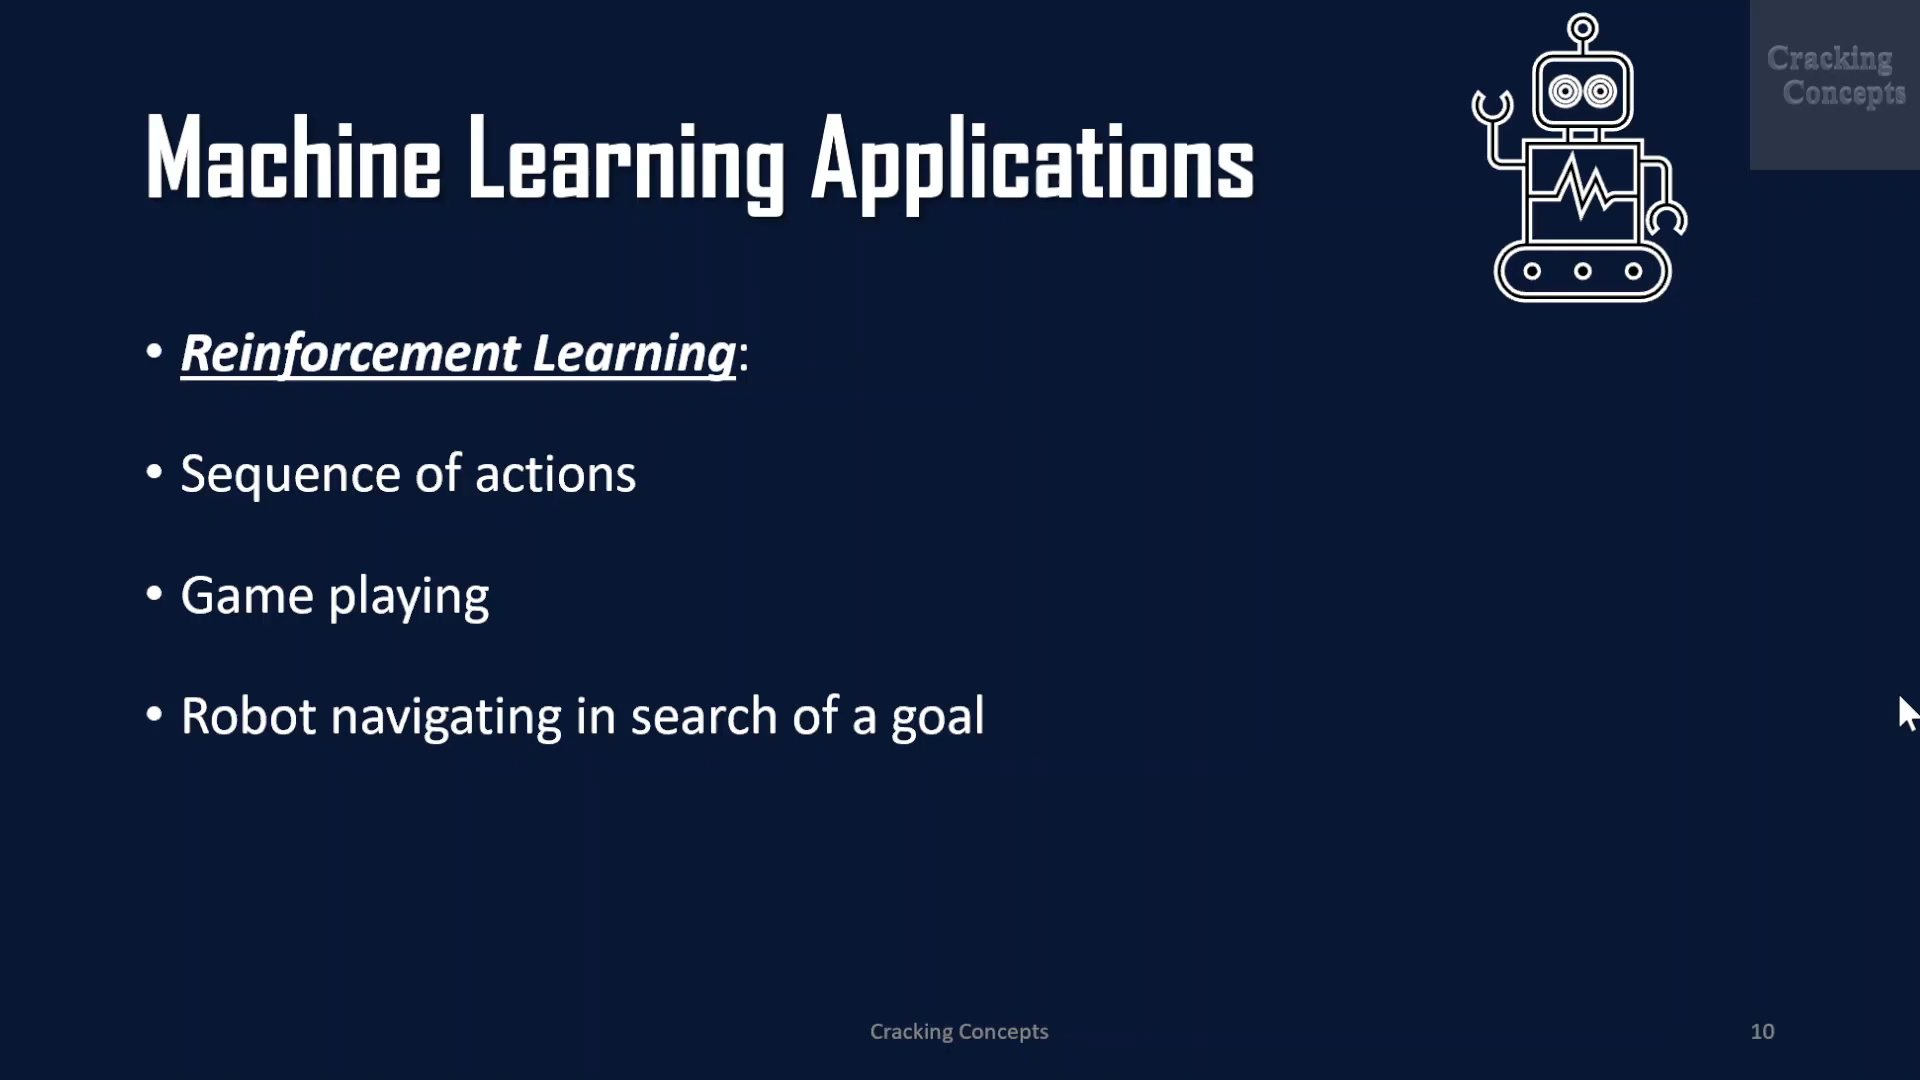 Cracking
Concepts
Machine Learning Applications
• Reinforcement Learning:
• Sequence of actions
• Game playing
• Robot navigating in search of a goal
Cracking Concepts
10